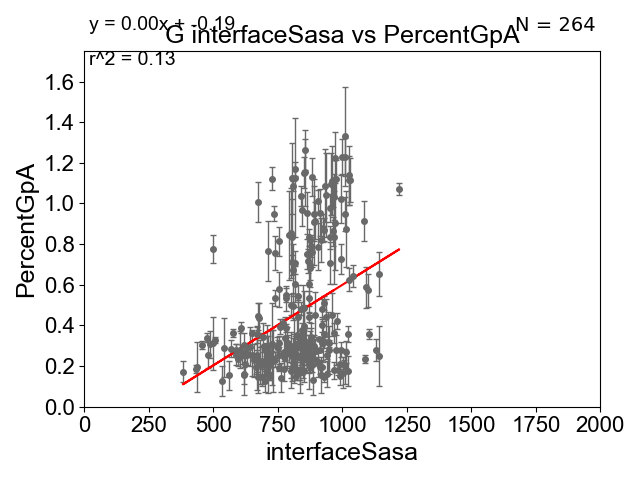 y = 0.00x + -0.19
N = 264
G interfaceSasa vs PercentGpA
r^2 = 0.13
PercentGpA
1.6
1.4
1.2
1.0
0.8
0.6
0.4
0.2
0.0
0 250 500 750 1000 1250 1500 1750 2000
interfaceSasa